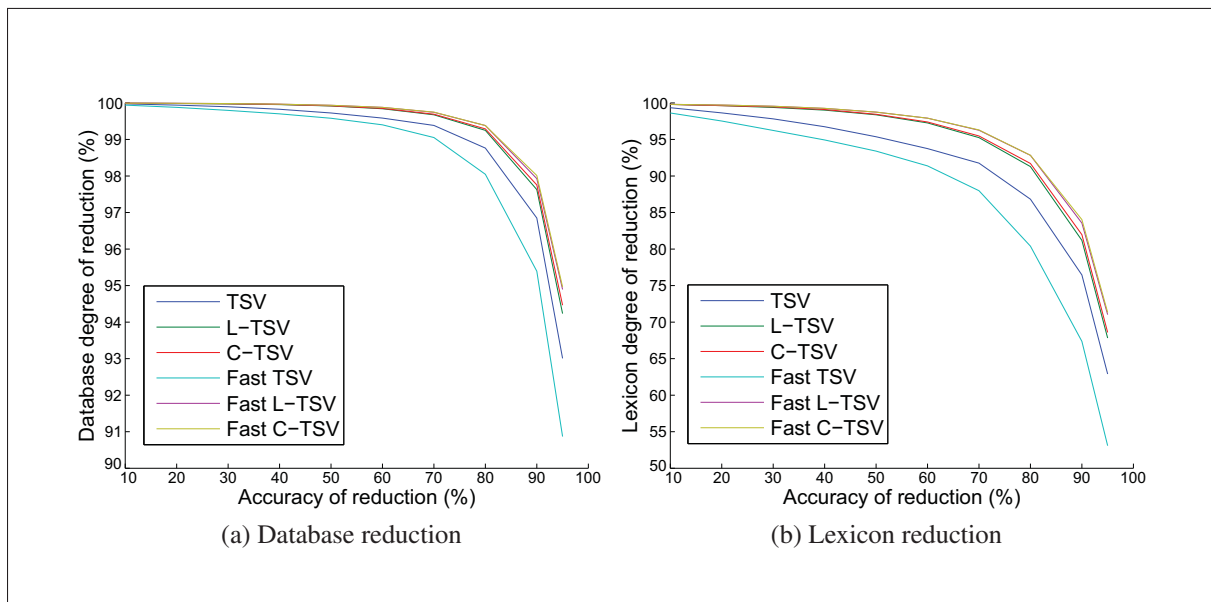 100
99
98
97
96
95
94
93
92
91
90
Database degree of reduction (%)
TSV
L−TSV
C−TSV
Fast TSV
Fast L−TSV
Fast C−TSV
10 20 30 40 50 60 70 80 90 100
Accuracy of reduction (%)
(a) Database reduction
100
95
90
85
80
75
70
65
60
55
50
Lexicon degree of reduction (%)
TSV
L−TSV
C−TSV
Fast TSV
Fast L−TSV
Fast C−TSV
10 20 30 40 50 60 70 80 90 100
Accuracy of reduction (%)
(b) Lexicon reduction